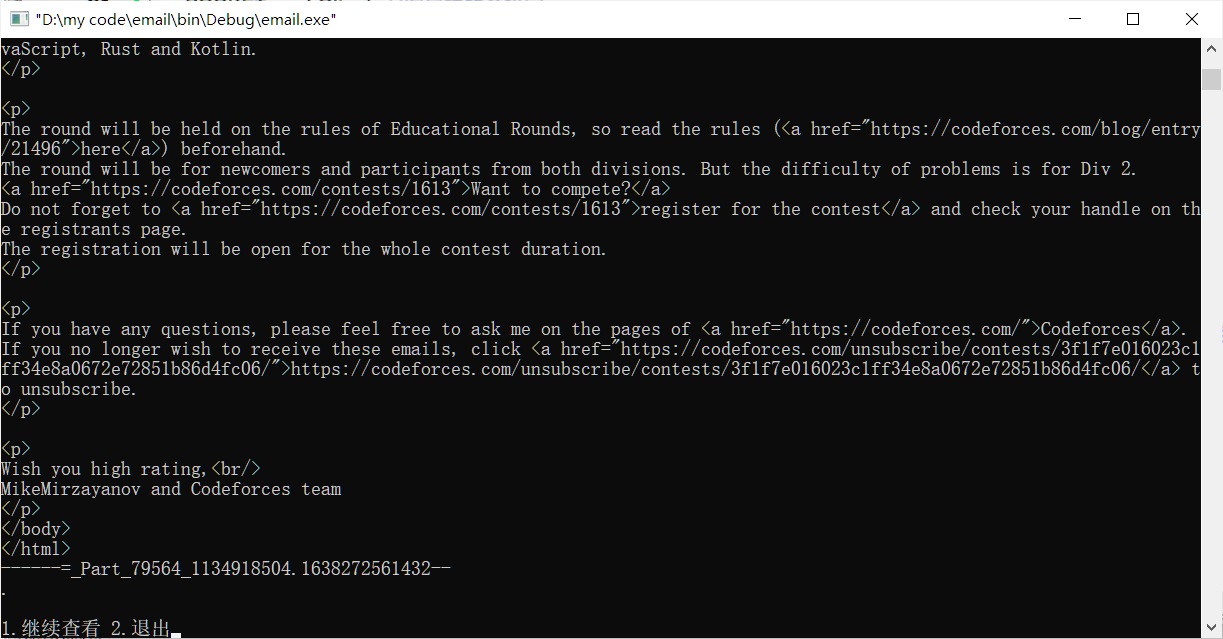 "D:\my code\email\bin\Debug\email.exe"
vaScript, Rust and Kotlin.
</p>
<p>
The round will be held on the rules of Educational Rounds, so read the rules (<a href="https://codeforces.com/blog/entry
/21496">here</a>) beforehand.
The round will be for newcomers and participants from both divisions. But the difficulty of problems is for Div 2.
<a href="https://codeforces.com/contests/1613">Want to compete?</a>
Do not forget to <a href="https://codeforces.com/contests/1613">register for the contest</a> and check your handle on th
e registrants page.
The registration will be open for the whole contest duration.
</p>
<p>
If you have any questions, please feel free to ask me on the pages of <a href="https://codeforces.com/">Codeforces</a>.
If you no longer wish to receive these emails, click <a href="https://codeforces.com/unsubscribe/contests/3f1f7e016023c1
ff34e8a0672e72851b86d4fc06/">https://codeforces.com/unsubscribe/contests/3f1f7e016023c1ff34e8a0672e72851b86d4fc06/</a> t
o unsubscribe.
</p>
<p>
Wish you high rating,<br/>
MikeMirzayanov and Codeforces team
</p>
</body>
</html>
------=_Part_79564_1134918504.1638272561432--
.
1.继续查看 2.退出